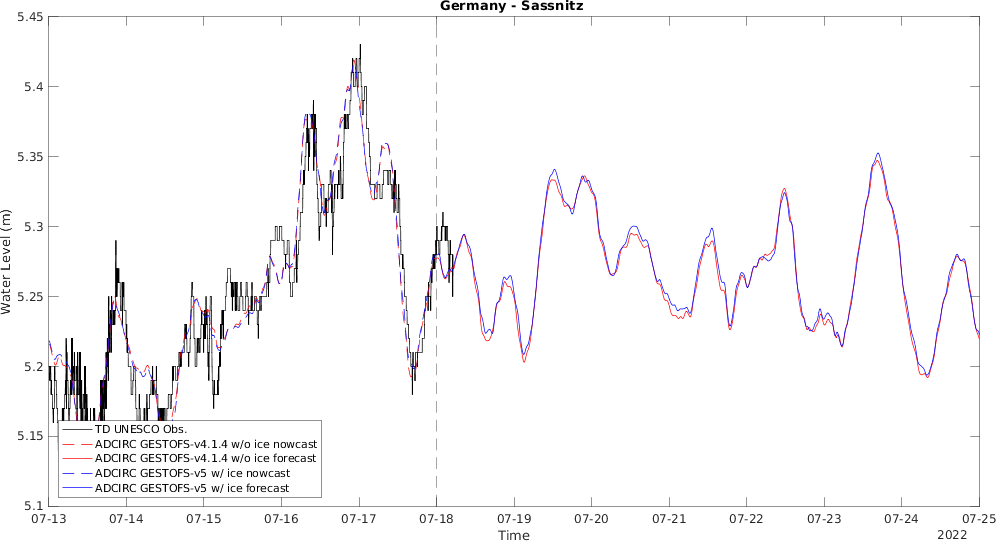 Germany - Sassnitz
Water Level (m)
5.45
5.4
5.35
5.3
5.25
5.2
5.15
5.1
TD UNESCO Obs.
ADCIRC GESTOFS-v4.1.4 w/o ice nowcast
ADCIRC GESTOFS-v4.1.4 w/o ice forecast
ADCIRC GESTOFS-v5 w/ ice nowcast
ADCIRC GESTOFS-v5 w/ ice forecast
07-13 07-14 07-15 07-16 07-17 07-18 07-19 07-20 07-21 07-22 07-23 07-24 07-25
Time
2022